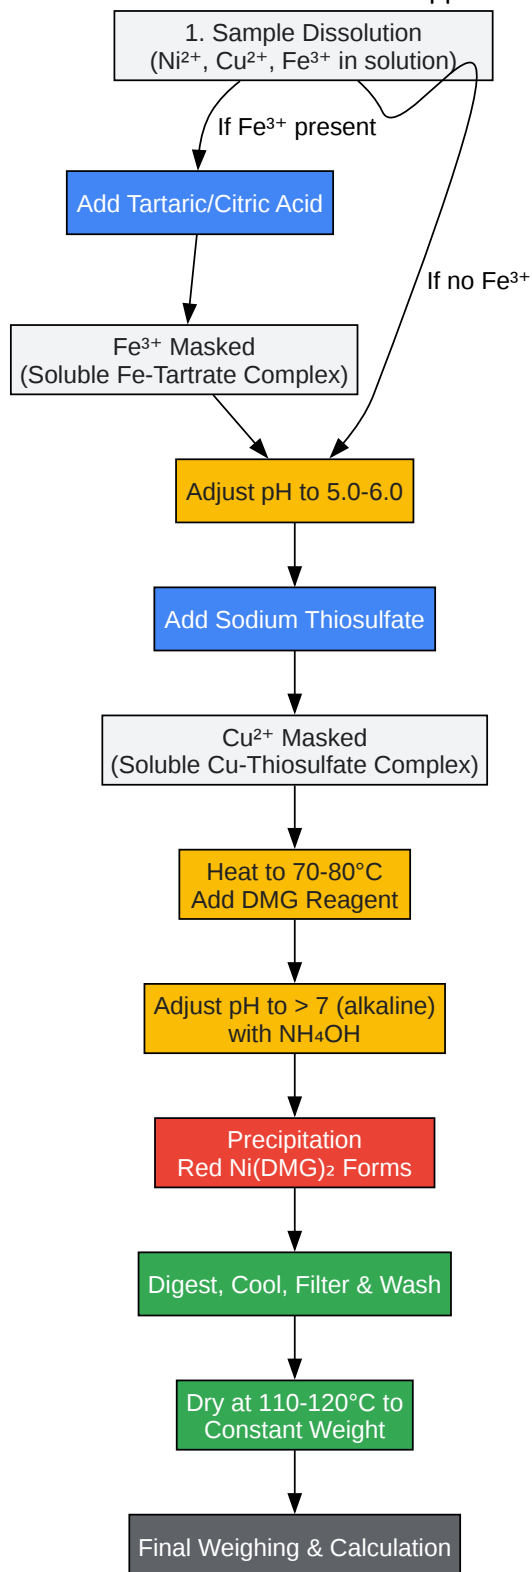 1. Sample Dissolution
(Ni²⁺, Cu²⁺, Fe³⁺ in solution)
If Fe³⁺ present
Add Tartaric/Citric Acid
If no Fe³⁺
Fe³⁺ Masked
(Soluble Fe-Tartrate Complex)
Adjust pH to 5.0-6.0
Add Sodium Thiosulfate
Cu²⁺ Masked
(Soluble Cu-Thiosulfate Complex)
Heat to 70-80°C
Add DMG Reagent
Adjust pH to > 7 (alkaline)
with NH₄OH
Precipitation
Red Ni(DMG)₂ Forms
Digest, Cool, Filter & Wash
Dry at 110-120°C to
Constant Weight
Final Weighing & Calculation